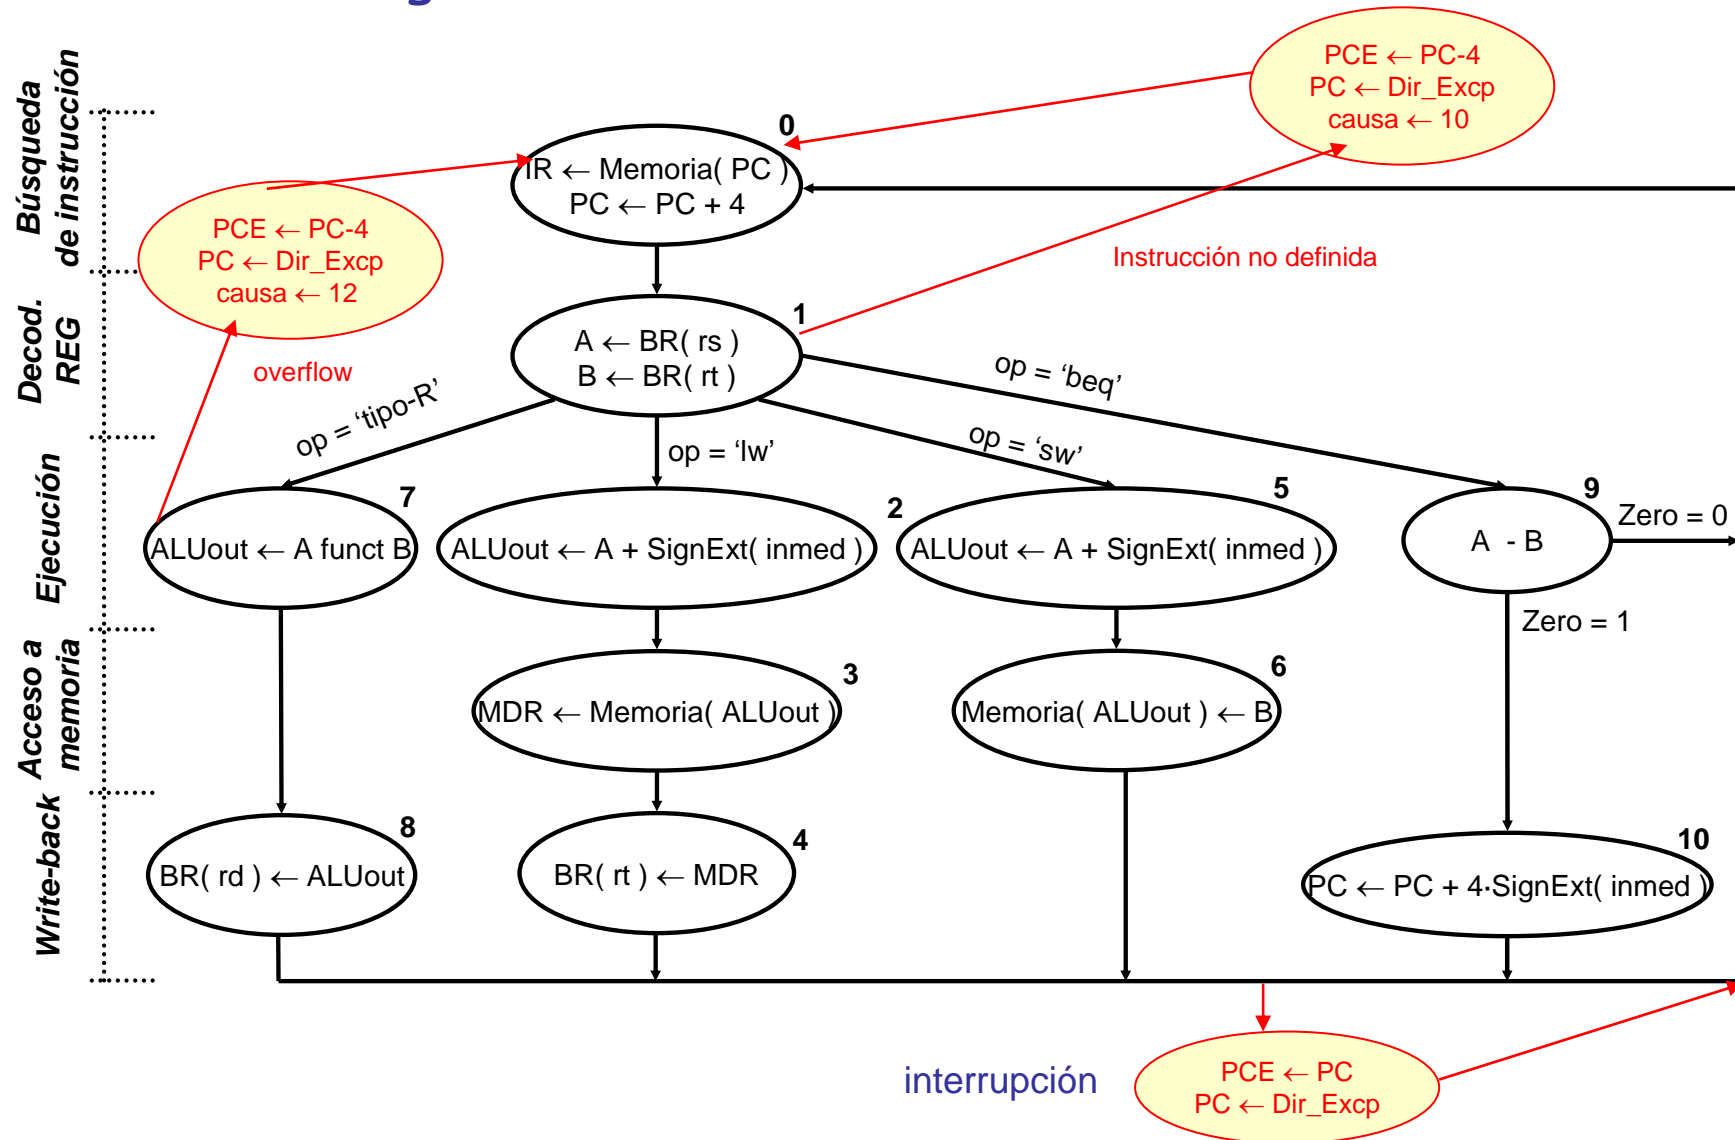 Búsqueda
de instrucción
Decod.
REG
Ejecución
Acceso a
memoria
Write-back
PCE ← PC-4
PC ← Dir_Excp
causa ← 10
0
IR ← Memoria( PC )
PC ← PC + 4
PCE ← PC-4
PC ← Dir_Excp
causa ← 12
Instrucción no definida
overflow
1
A ← BR( rs )
B ← BR( rt )
op = ‘tipo-R’
op = ‘lw’
op = ‘sw’
op = ‘beq’
7
ALUout ← A funct B
2
ALUout ← A + SignExt( inmed )
5
ALUout ← A + SignExt( inmed )
9
A - B
Zero = 0
Zero = 1
3
MDR ← Memoria( ALUout )
6
Memoria( ALUout ) ← B
8
BR( rd ) ← ALUout
4
BR( rt ) ← MDR
10
PC ← PC + 4·SignExt( inmed )
interrupción
PCE ← PC
PC ← Dir_Excp